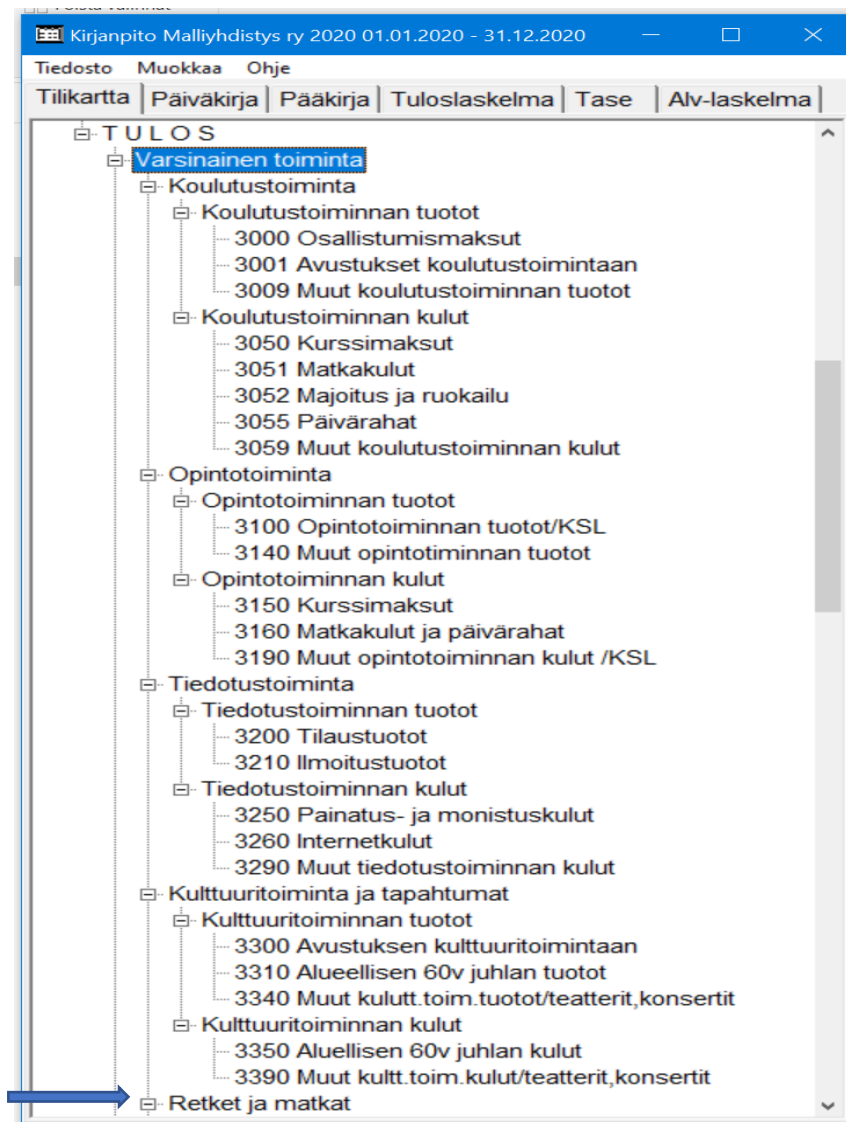 Kirjanpito Malliyhdistys ry 2020 01.01.2020 - 31.12.2020
Tiedosto Muokkaa Ohje
Tilikartta Päiväkirja Pääkirja Tuloslaskelma Tase Alv-laskelma
T U L O S
Varsinainen toiminta
Koulutustoiminta
Koulutustoiminnan tuotot
3000 Osallistumismaksut
3001 Avustukset koulutustoimintaan
3009 Muut koulutustoiminnan tuotot
Koulutustoiminnan kulut
3050 Kurssimaksut
3051 Matkakulut
3052 Majoitus ja ruokailu
3055 Päivärahat
3059 Muut koulutustoiminnan kulut
Opintotoiminta
Opintotoiminnan tuotot
3100 Opintotoiminnan tuotot/KSL
3140 Muut opintotiminnan tuotot
Opintotoiminnan kulut
3150 Kurssimaksut
3160 Matkakulut ja päivärahat
3190 Muut opintotoiminnan kulut /KSL
Tiedotustoiminta
Tiedotustoiminnan tuotot
3200 Tilaustuotot
3210 Ilmoitustuotot
Tiedotustoiminnan kulut
3250 Painatus- ja monistuskulut
3260 Internetkulut
3290 Muut tiedotustoiminnan kulut
Kulttuuritoiminta ja tapahtumat
Kulttuuritoiminnan tuotot
3300 Avustuksen kulttuuritoimintaan
3310 Alueellisen 60v juhlan tuotot
3340 Muut kulutt.toim.tuotot/teatterit,konsertit
Kulttuuritoiminnan kulut
3350 Aluellisen 60v juhlan kulut
3390 Muut kultt.toim.kulut/teatterit,konsertit
Retket ja matkat